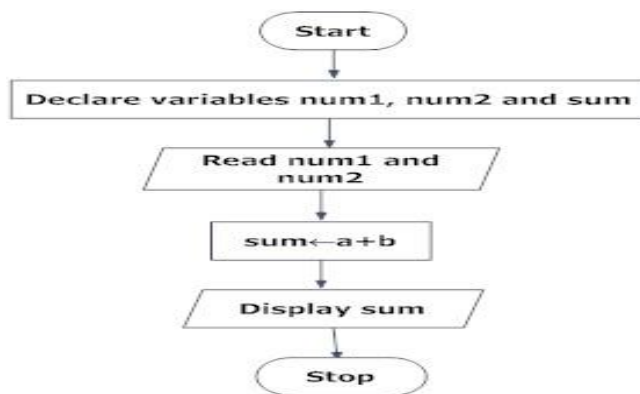 Start
Declare variables num1, num2 and sum
Read num1 and
num2
sum←a+b
Display sum
Stop